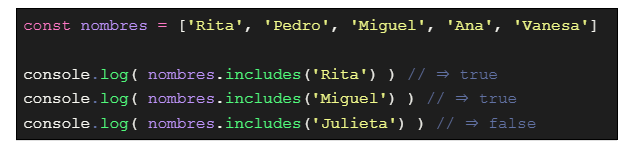 const nombres = ['Rita', 'Pedro', 'Miguel', 'Ana', 'Vanesa']
console.log( nombres.includes('Rita') ) // ⇒ true
console.log( nombres.includes('Miguel') ) // ⇒ true
console.log( nombres.includes('Julieta') ) // ⇒ false